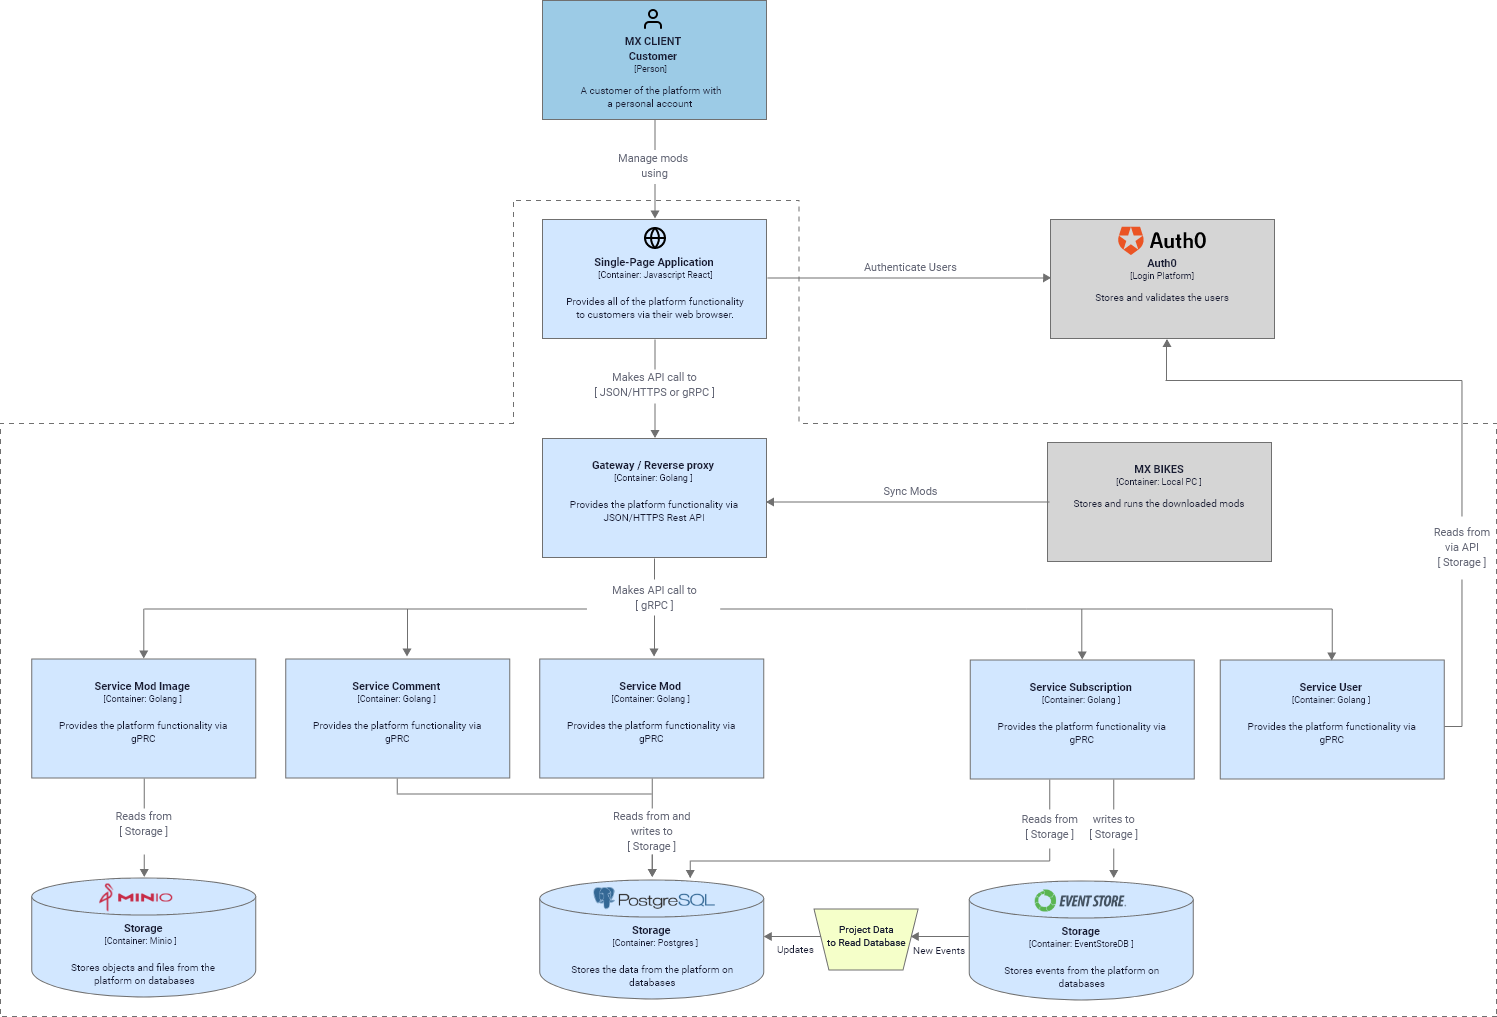 MX CLIENT
Customer
[Person]
A customer of the platform with
a personal account
Manage mods
using
Single-Page Application
[Container: Javascript React]
Provides all of the platform functionality
to customers via their web browser.
Authenticate Users
Auth0
Auth0
[Login Platform]
Stores and validates the users
Makes API call to
[ JSON/HTTPS or gRPC ]
Gateway / Reverse proxy
[Container: Golang ]
Provides the platform functionality via
JSON/HTTPS Rest API
Sync Mods
MX BIKES
[Container: Local PC ]
Stores and runs the downloaded mods
Reads from
via API
[ Storage ]
Makes API call to
[ gRPC ]
Service Mod Image
[Container: Golang ]
Provides the platform functionality via
gPRC
Service Comment
[Container: Golang ]
Provides the platform functionality via
gPRC
Service Mod
[Container: Golang ]
Provides the platform functionality via
gPRC
Service Subscription
[Container: Golang ]
Provides the platform functionality via
gPRC
Service User
[Container: Golang ]
Provides the platform functionality via
gPRC
Reads from
[ Storage ]
Reads from and
writes to
[ Storage ]
Reads from
[ Storage ]
writes to
[ Storage ]
MINIO
Storage
[Container: Minio ]
Stores objects and files from the
platform on databases
PostgreSQL
Storage
[Container: Postgres ]
Stores the data from the platform on
databases
Updates
Project Data
to Read Database
New Events
EVENT STORE.
Storage
[Container: EventStoreDB ]
Stores events from the platform on
databases